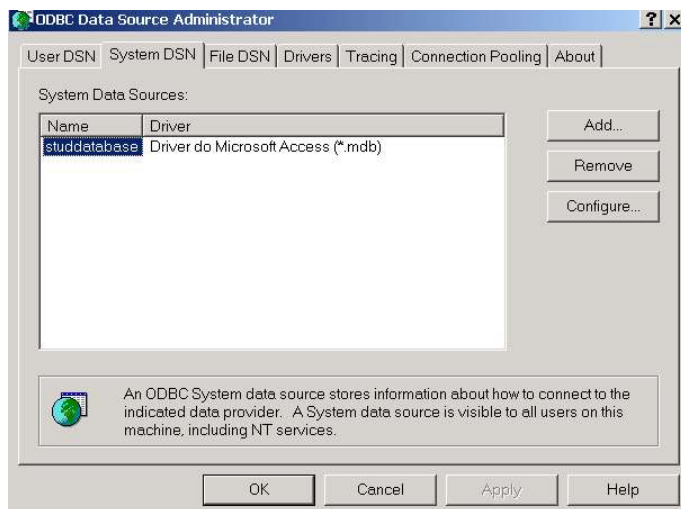 ODBC Data Source Administrator
User DSN System DSN File DSN Drivers Tracing Connection Pooling About
System Data Sources:
Name Driver
studdatabase Driver do Microsoft Access (*.mdb)
Add...
Remove
Configure...
An ODBC System data source stores information about how to connect to the
indicated data provider. A System data source is visible to all users on this
machine, including NT services.
OK Cancel Apply Help